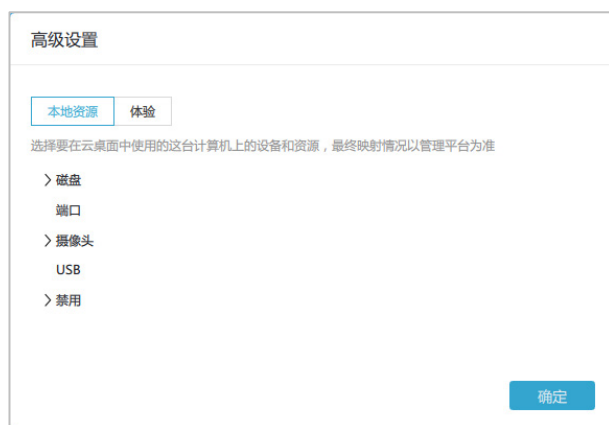 高级设置
本地资源 体验
选择要在云桌面中使用的这台计算机上的设备和资源，最终映射情况以管理平台为准
磁盘
端口
摄像头
USB
禁用
确定